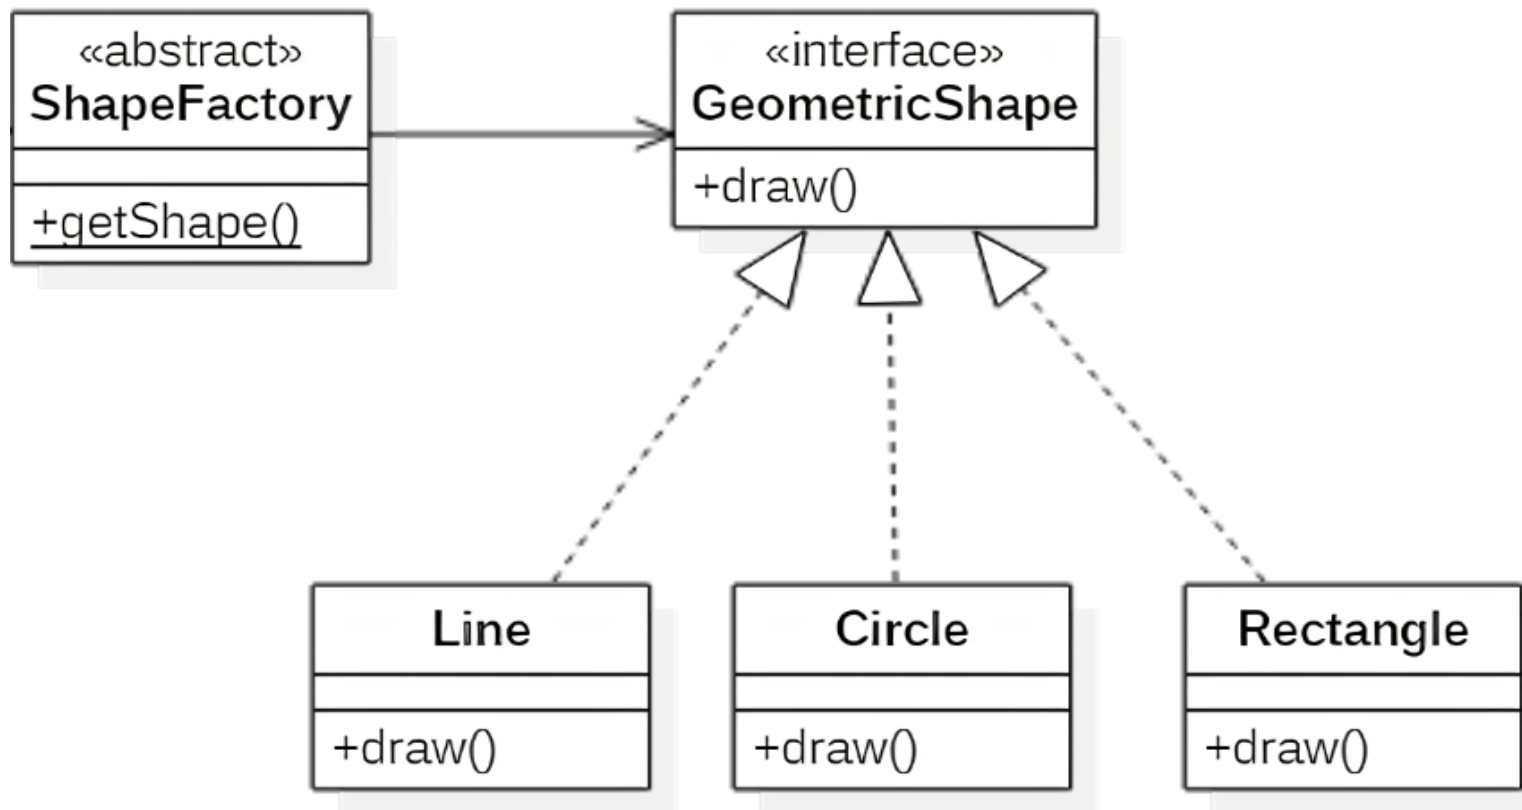 «abstract»
ShapeFactory
+getShape()
«interface»
GeometricShape
+draw()
Line
+draw()
Circle
+draw()
Rectangle
+draw()